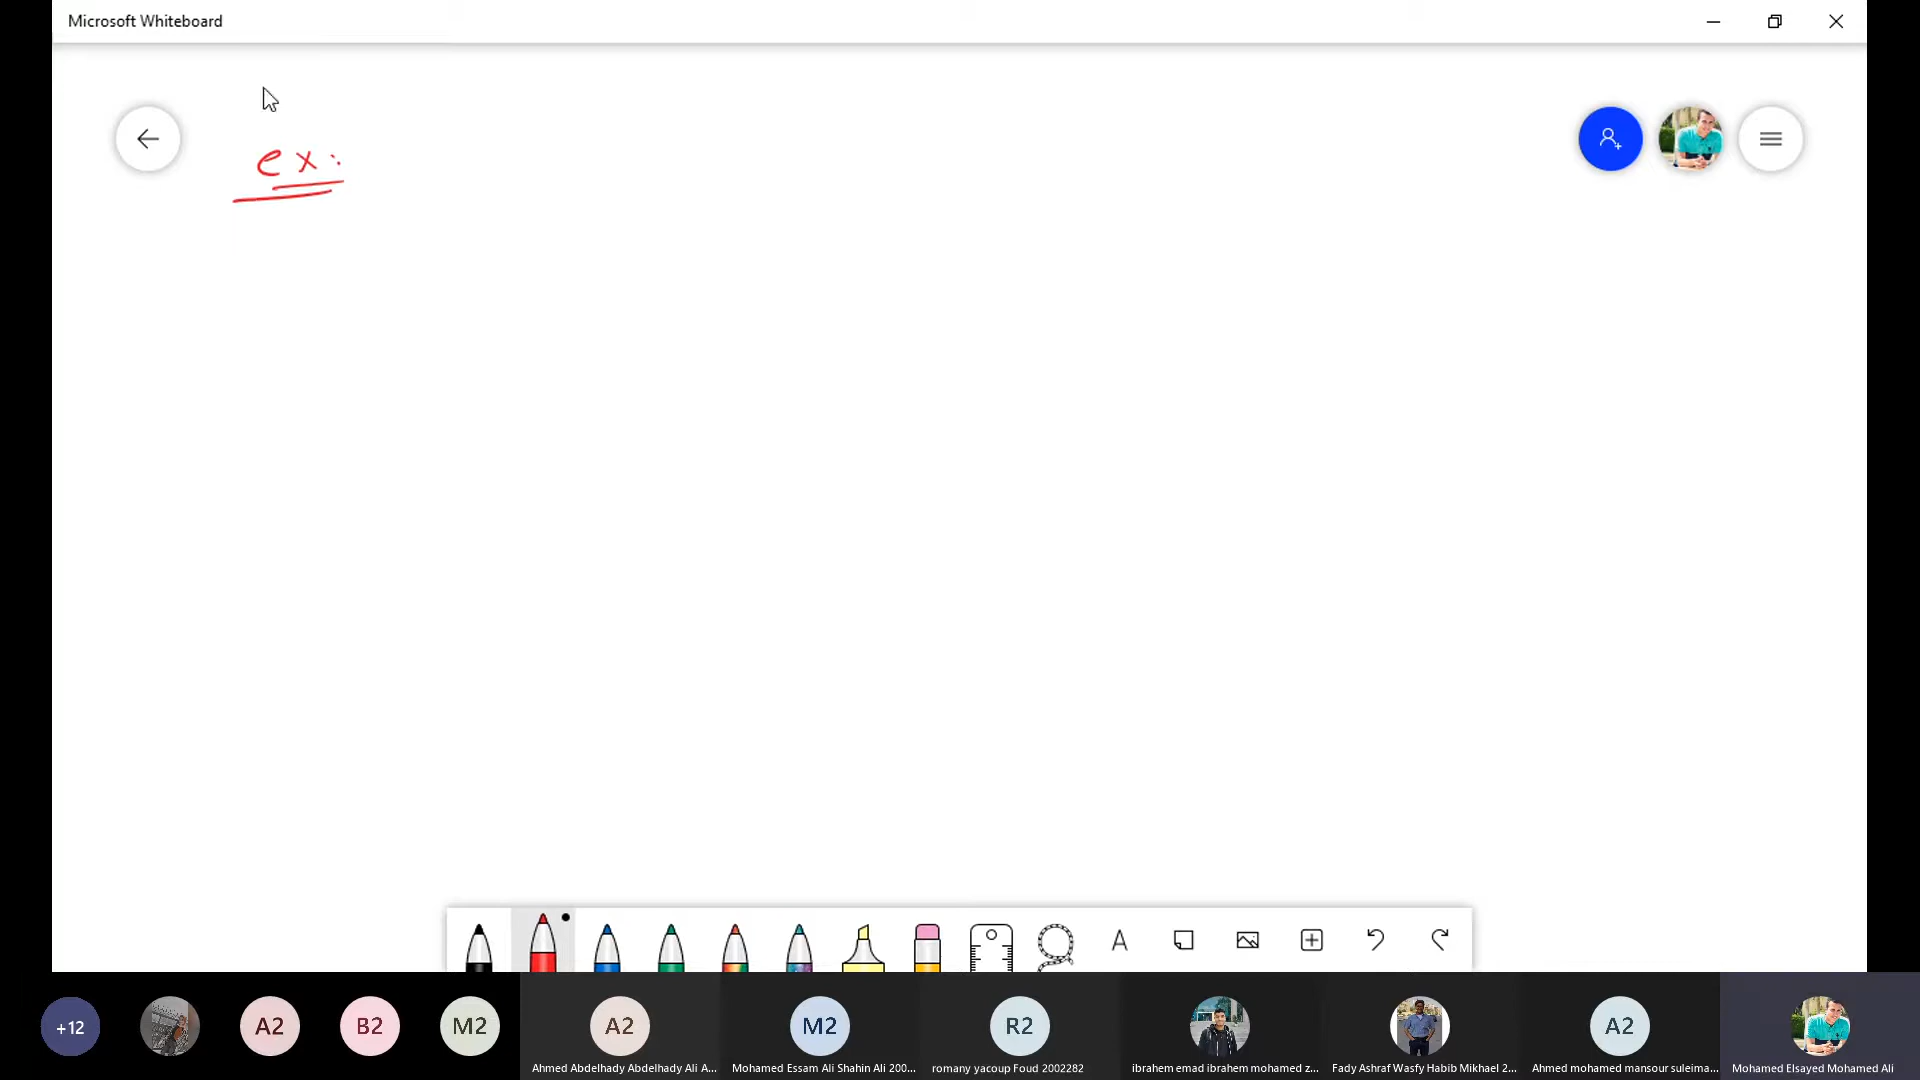 Microsoft Whiteboard
ex:
A
+12
A2
B2
M2
A2
M2
R2
A2
Ahmed Abdelhady Abdelhady Ali A...
Mohamed Essam Ali Shahin Ali 200...
romany yacoup Foud 2002282
ibrahem emad ibrahem mohamed z...
Fady Ashraf Wasfy Habib Mikhael 2...
Ahmed mohamed mansour suleima...
Mohamed Elsayed Mohamed Ali